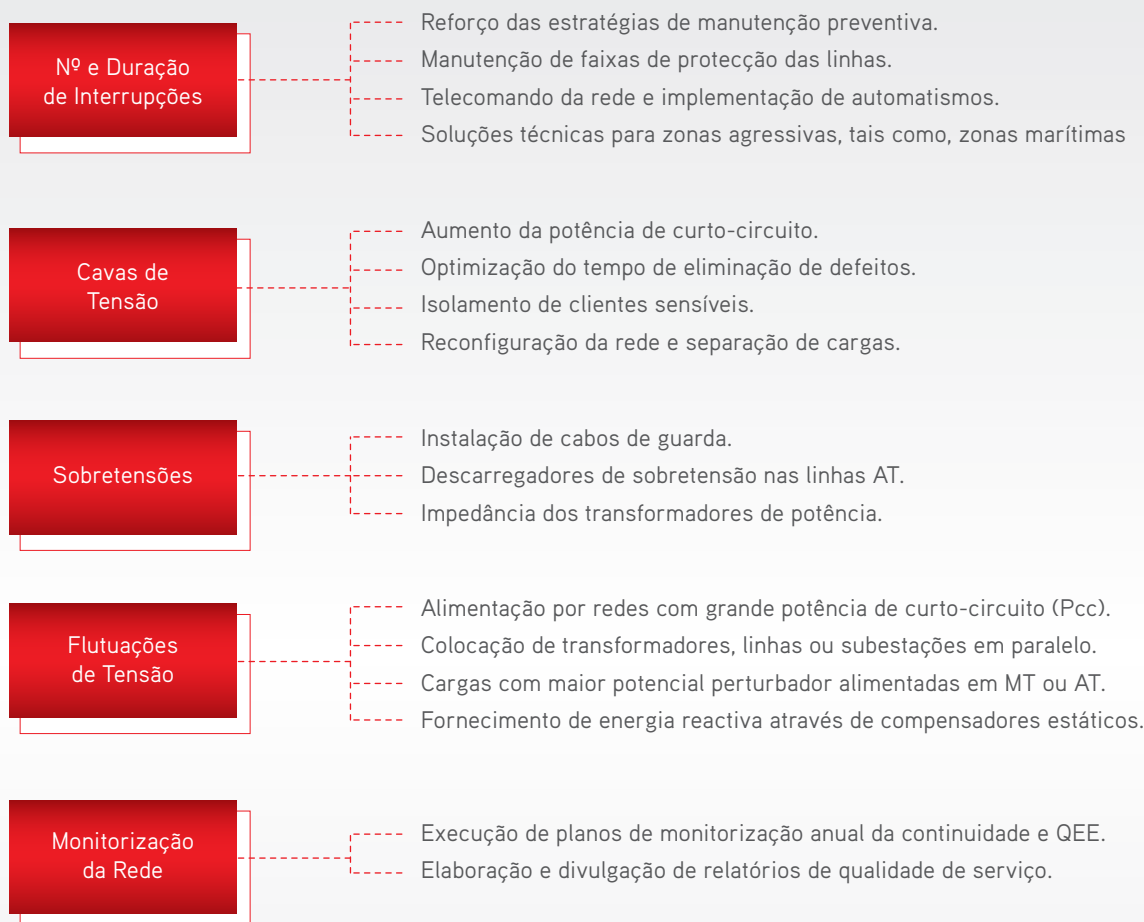 Nº e Duração
de Interrupções
Reforço das estratégias de manutenção preventiva.
Manutenção de faixas de protecção das linhas.
Telecomando da rede e implementação de automatismos.
Soluções técnicas para zonas agressivas, tais como, zonas marítimas
Cavas de
Tensão
Aumento da potência de curto-circuito.
Optimização do tempo de eliminação de defeitos.
Isolamento de clientes sensíveis.
Reconfiguração da rede e separação de cargas.
Sobretensões
Instalação de cabos de guarda.
Descarregadores de sobretensão nas linhas AT.
Impedância dos transformadores de potência.
Flutuações
de Tensão
Alimentação por redes com grande potência de curto-circuito (Pcc).
Colocação de transformadores, linhas ou subestações em paralelo.
Cargas com maior potencial perturbador alimentadas em MT ou AT.
Fornecimento de energia reactiva através de compensadores estáticos.
Monitorização
da Rede
Execução de planos de monitorização anual da continuidade e QEE.
Elaboração e divulgação de relatórios de qualidade de serviço.